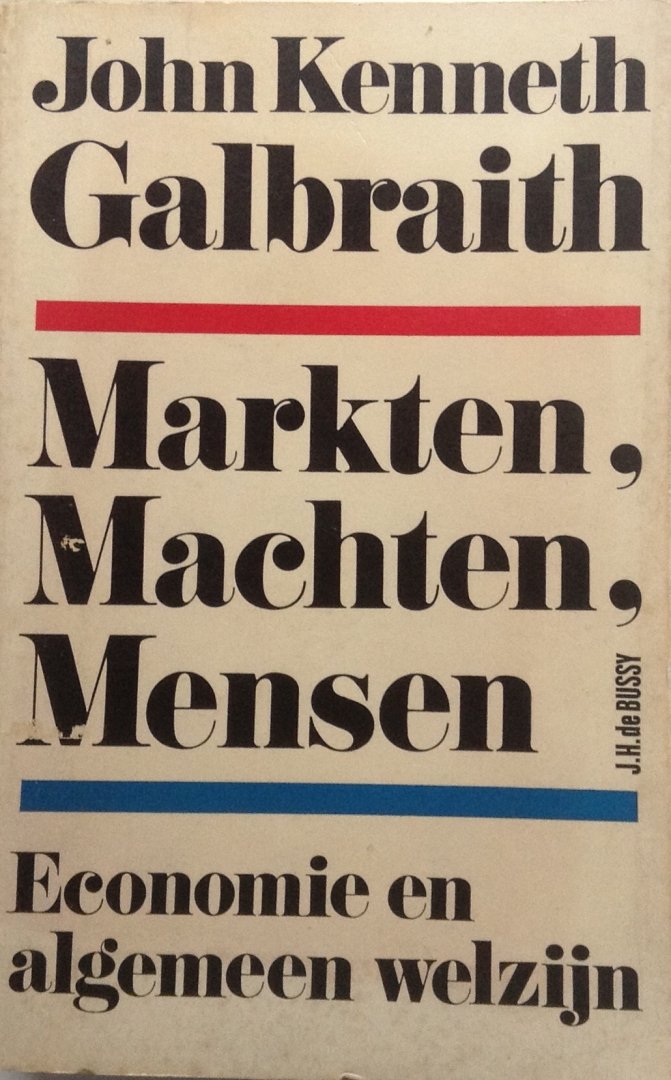 John Kenneth
Galbraith
Markten,
Machten,
Mensen
J.H. de BUSSY
Economie en
algemeen welzijn